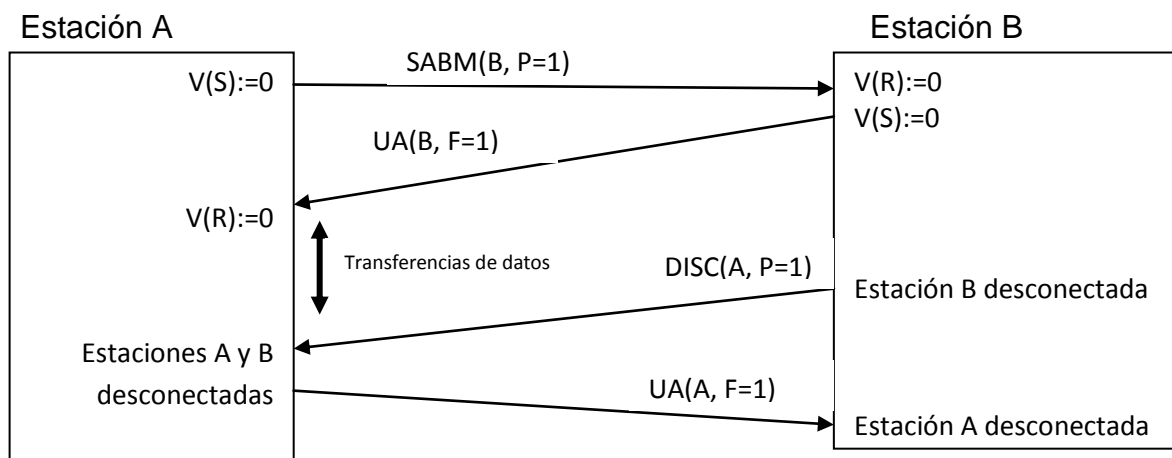 Estación A
Estación B
SABM(B, P=1)
V(S):=0
V(R):=0
V(S):=0
UA(B, F=1)
V(R):=0
Transferencias de datos
DISC(A, P=1)
Estación B desconectada
Estaciones A y B
desconectadas
UA(A, F=1)
Estación A desconectada